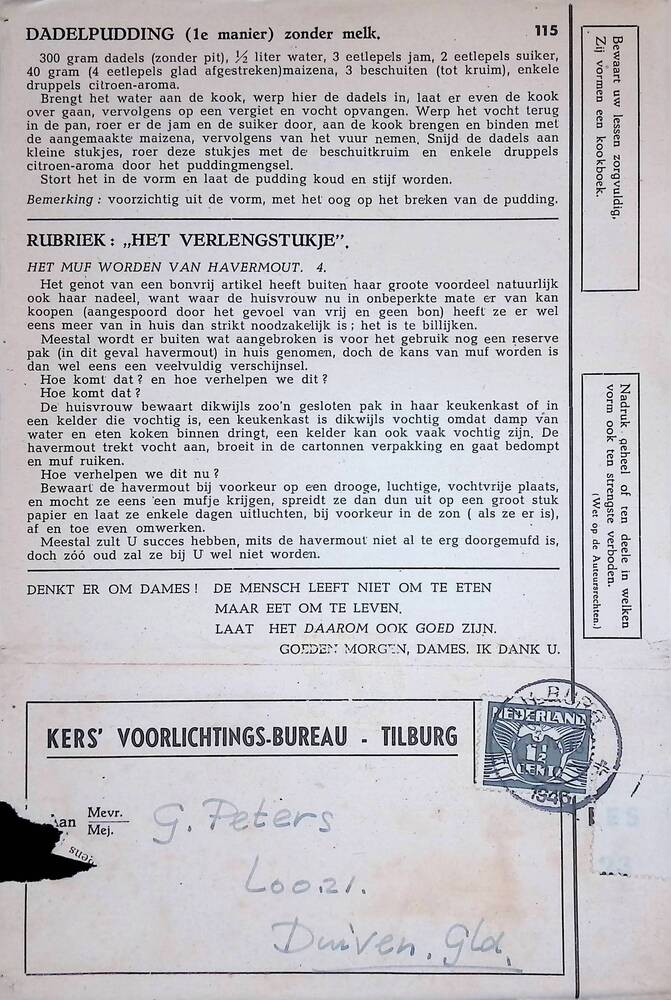 DADELPUDDING (1e manier) zonder melk. 115
300 gram dadels (zonder pit), ½ liter water, 3 eetlepels jam, 2 eetlepels suiker,
40 gram (4 eetlepels glad afgestreken)maizena, 3 beschuiten (tot kruim), enkele
druppels citroen-aroma.
Brengt het water aan de kook, werp hier de dadels in, laat er even de kook
over gaan, vervolgens op een vergiet en vocht opvangen. Werp het vocht terug
in de pan, roer er de jam en de suiker door, aan de kook brengen en binden met
de aangemaakte maizena, vervolgens van het vuur nemen. Snijd de dadels aan
kleine stukjes, roer deze stukjes met de beschuitkruim en enkele druppels
citroen-aroma door het puddingmengsel.
Stort het in de vorm en laat de pudding koud en stijf worden.
Bemerking : voorzichtig uit de vorm, met het oog op het breken van de pudding.
RUBRIEK : „HET VERLENGSTUKJE”.
HET MUF WORDEN VAN HAVERMOUT. 4.
Het genot van een bonvrij artikel heeft buiten haar groote voordeel natuurlijk
ook haar nadeel, want waar de huisvrouw nu in onbeperkte mate er van kan
koopen (aangespoord door het gevoel van vrij en geen bon) heeft ze er wel
eens meer van in huis dan strikt noodzakelijk is ; het is te billijken.
Meestal wordt er buiten wat aangebroken is voor het gebruik nog een reserve
pak (in dit geval havermout) in huis genomen, doch de kans van muf worden is
dan wel eens een veelvuldig verschijnsel.
Hoe komt dat ? en hoe verhelpen we dit ?
Hoe komt dat ?
De huisvrouw bewaart dikwijls zoo'n gesloten pak in haar keukenkast of in
een kelder die vochtig is, een keukenkast is dikwijls vochtig omdat damp van
water en eten koken binnen dringt, een kelder kan ook vaak vochtig zijn. De
havermout trekt vocht aan, broeit in de cartonnen verpakking en gaat bedompt
en muf ruiken.
Hoe verhelpen we dit nu ?
Bewaart de havermout bij voorkeur op een drooge, luchtige, vochtvrije plaats,
en mocht ze eens een mufje krijgen, spreidt ze dan dun uit op een groot stuk
papier en laat ze enkele dagen uitluchten, bij voorkeur in de zon ( als ze er is),
af en toe even omwerken.
Meestal zult U succes hebben, mits de havermout niet al te erg doorgemufd is,
doch zóó oud zal ze bij U wel niet worden.
DENKT ER OM DAMES ! DE MENSCH LEEFT NIET OM TE ETEN
MAAR EET OM TE LEVEN.
LAAT HET DAAROM OOK GOED ZIJN.
GOEDEN MORGEN, DAMES. IK DANK U.
Bewaart uw lessen zorgvuldig,
Zij vormen een kookboek.
Nadruk geheel of ten deele in welken
vorm ook ten strengste verboden.
(Wet op de Auteursrechten.)
KERS' VOORLICHTINGS-BUREAU - TILBURG
NEDERLAND
1½
CENT
1946
Aan Mevr.
Mej.
G. Peters
Loo 21.
Duiven. Gld.